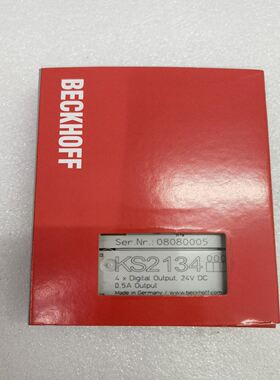 BECKHOFF
Ser Nr.: 08080005
KS2134
4 x Digital Output, 24V DC
0,5A Output
Made in Germany / www.beckhoff.com